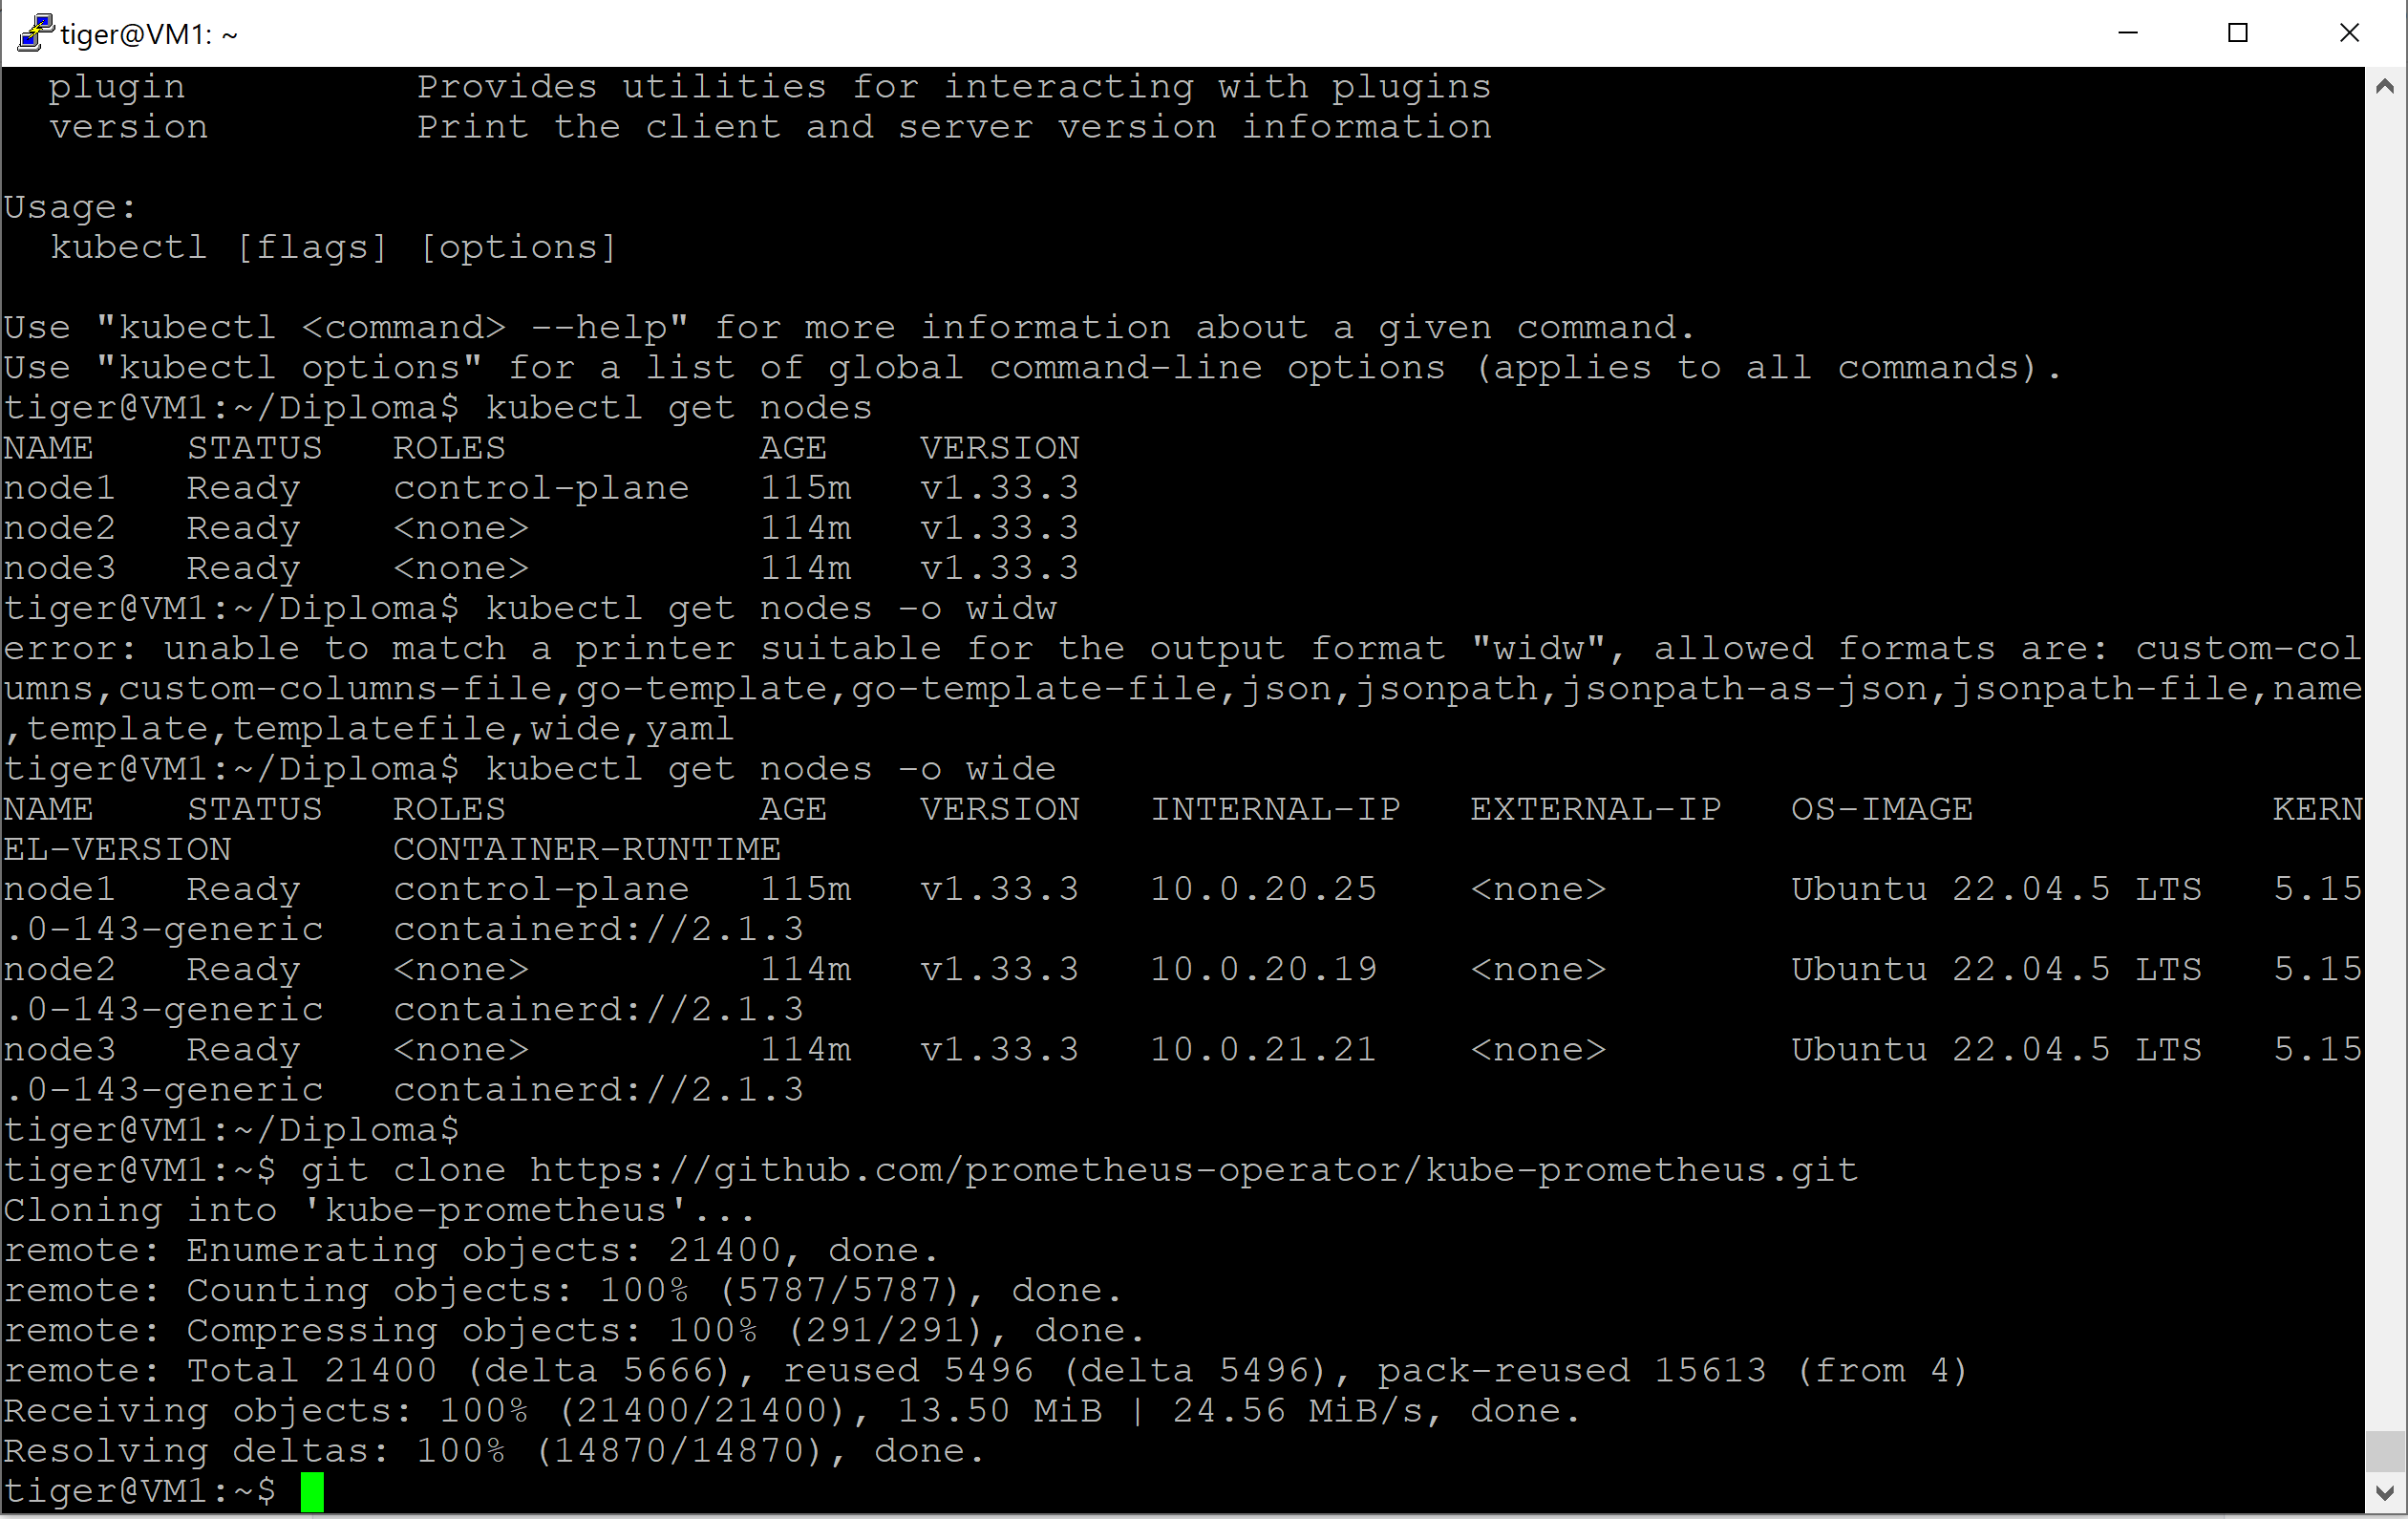 tiger@VM1: ~
  plugin          Provides utilities for interacting with plugins
  version         Print the client and server version information

Usage:
  kubectl [flags] [options]

Use "kubectl <command> --help" for more information about a given command.
Use "kubectl options" for a list of global command-line options (applies to all commands).
tiger@VM1:~/Diploma$ kubectl get nodes
NAME    STATUS   ROLES           AGE    VERSION
node1   Ready    control-plane   115m   v1.33.3
node2   Ready    <none>          114m   v1.33.3
node3   Ready    <none>          114m   v1.33.3
tiger@VM1:~/Diploma$ kubectl get nodes -o widw
error: unable to match a printer suitable for the output format "widw", allowed formats are: custom-col
umns,custom-columns-file,go-template,go-template-file,json,jsonpath,jsonpath-as-json,jsonpath-file,name
,template,templatefile,wide,yaml
tiger@VM1:~/Diploma$ kubectl get nodes -o wide
NAME    STATUS   ROLES           AGE    VERSION   INTERNAL-IP   EXTERNAL-IP   OS-IMAGE             KERN
EL-VERSION       CONTAINER-RUNTIME
node1   Ready    control-plane   115m   v1.33.3   10.0.20.25    <none>        Ubuntu 22.04.5 LTS   5.15
.0-143-generic   containerd://2.1.3
node2   Ready    <none>          114m   v1.33.3   10.0.20.19    <none>        Ubuntu 22.04.5 LTS   5.15
.0-143-generic   containerd://2.1.3
node3   Ready    <none>          114m   v1.33.3   10.0.21.21    <none>        Ubuntu 22.04.5 LTS   5.15
.0-143-generic   containerd://2.1.3
tiger@VM1:~/Diploma$
tiger@VM1:~$ git clone https://github.com/prometheus-operator/kube-prometheus.git
Cloning into 'kube-prometheus'...
remote: Enumerating objects: 21400, done.
remote: Counting objects: 100% (5787/5787), done.
remote: Compressing objects: 100% (291/291), done.
remote: Total 21400 (delta 5666), reused 5496 (delta 5496), pack-reused 15613 (from 4)
Receiving objects: 100% (21400/21400), 13.50 MiB | 24.56 MiB/s, done.
Resolving deltas: 100% (14870/14870), done.
tiger@VM1:~$